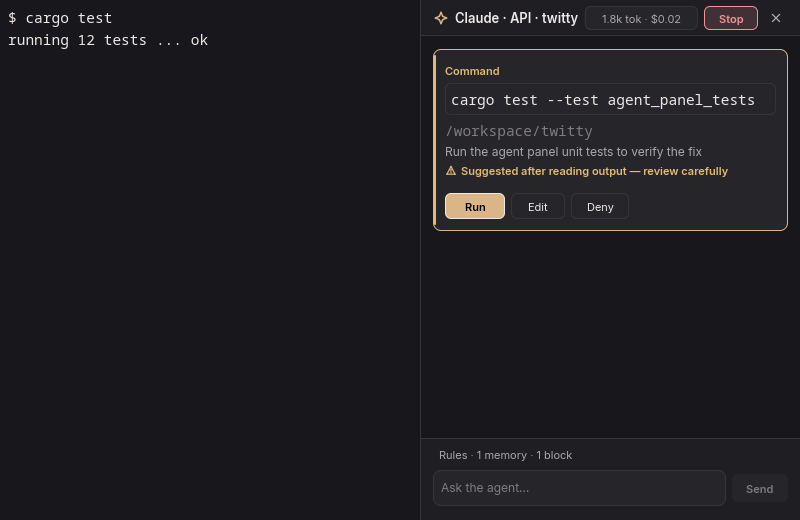 $ cargo test
running 12 tests ... ok
Claude · API · twitty
1.8k tok · $0.02
Stop
Command
cargo test --test agent_panel_tests
/workspace/twitty
Run the agent panel unit tests to verify the fix
⚠ Suggested after reading output — review carefully
Run
Edit
Deny
Rules · 1 memory · 1 block
Ask the agent...
Send